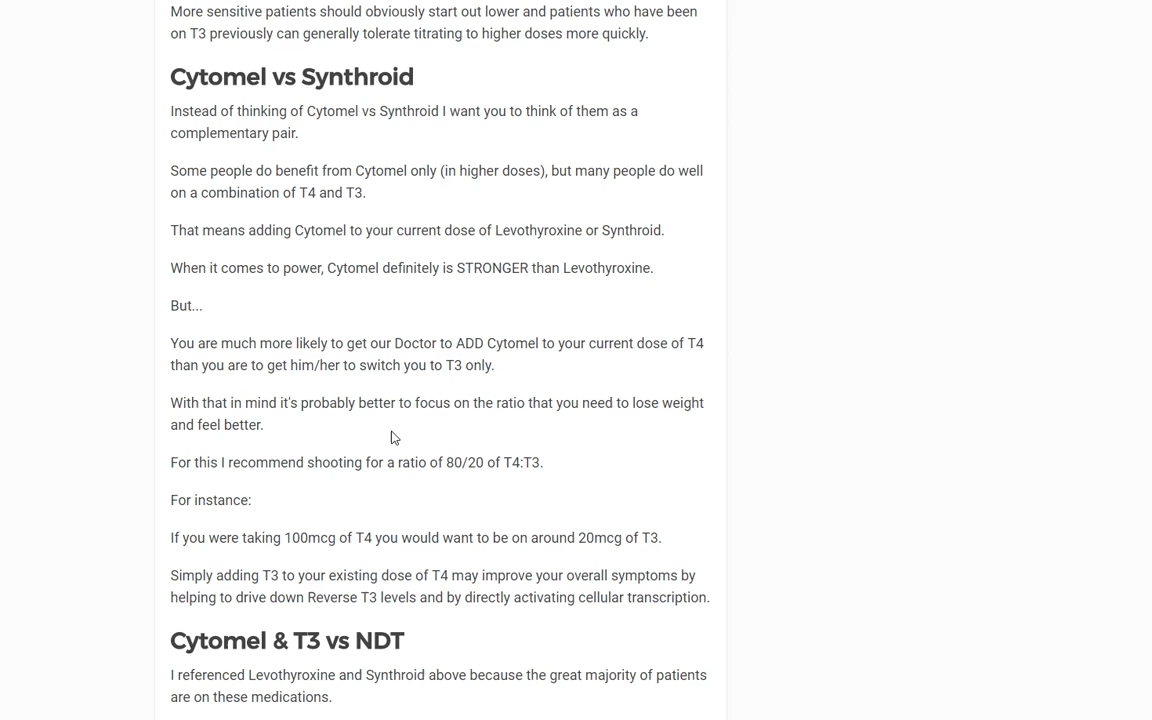 More sensitive patients should obviously start out lower and patients who have been
on T3 previously can generally tolerate titrating to higher doses more quickly.
Cytomel vs Synthroid
Instead of thinking of Cytomel vs Synthroid I want you to think of them as a
complementary pair.
Some people do benefit from Cytomel only (in higher doses), but many people do well
on a combination of T4 and T3.
That means adding Cytomel to your current dose of Levothyroxine or Synthroid.
When it comes to power, Cytomel definitely is STRONGER than Levothyroxine.
But...
You are much more likely to get our Doctor to ADD Cytomel to your current dose of T4
than you are to get him/her to switch you to T3 only.
With that in mind it's probably better to focus on the ratio that you need to lose weight
and feel better.
For this I recommend shooting for a ratio of 80/20 of T4:T3.
For instance:
If you were taking 100mcg of T4 you would want to be on around 20mcg of T3.
Simply adding T3 to your existing dose of T4 may improve your overall symptoms by
helping to drive down Reverse T3 levels and by directly activating cellular transcription.
Cytomel & T3 vs NDT
I referenced Levothyroxine and Synthroid above because the great majority of patients
are on these medications.